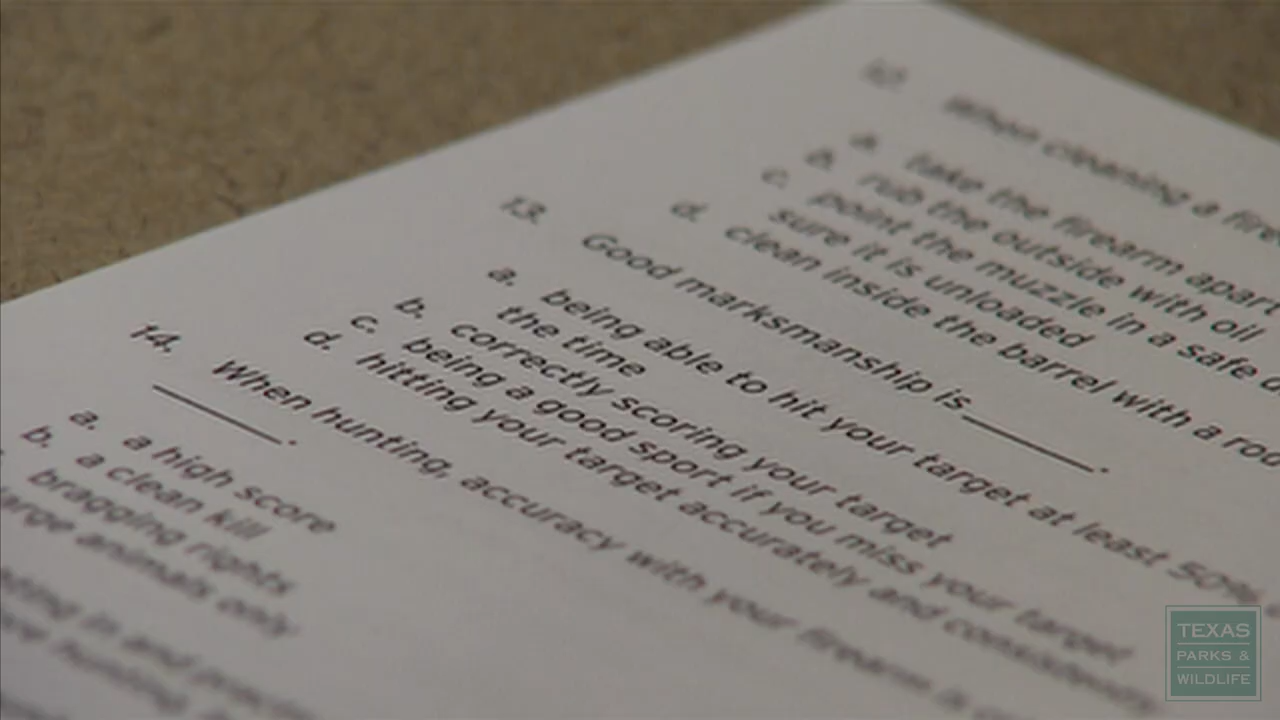 12. When cleaning a
a. take the firearm apart
b. rub the outside with oil
c. point the muzzle in a safe
sure it is unloaded
d. clean inside the barrel with a rod
13. Good marksmanship is ______.
a. being able to hit your target at least 50%
the time
b. correctly scoring your target
c. being a good sport if you miss your target
d. hitting your target accurately and consistently
14. When hunting, accuracy with your firearm is
______.
a. a high score
b. a clean kill
bragging rights
large animals only
TEXAS
PARKS &
WILDLIFE